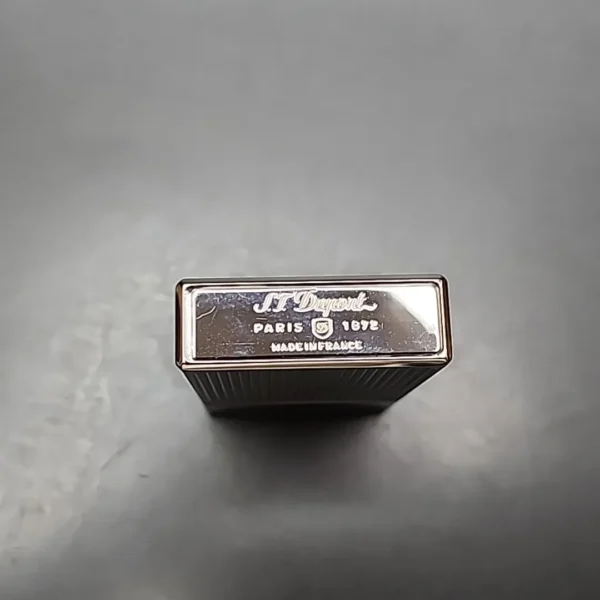 S.T. Dupont
PARIS 1872
MADE IN FRANCE